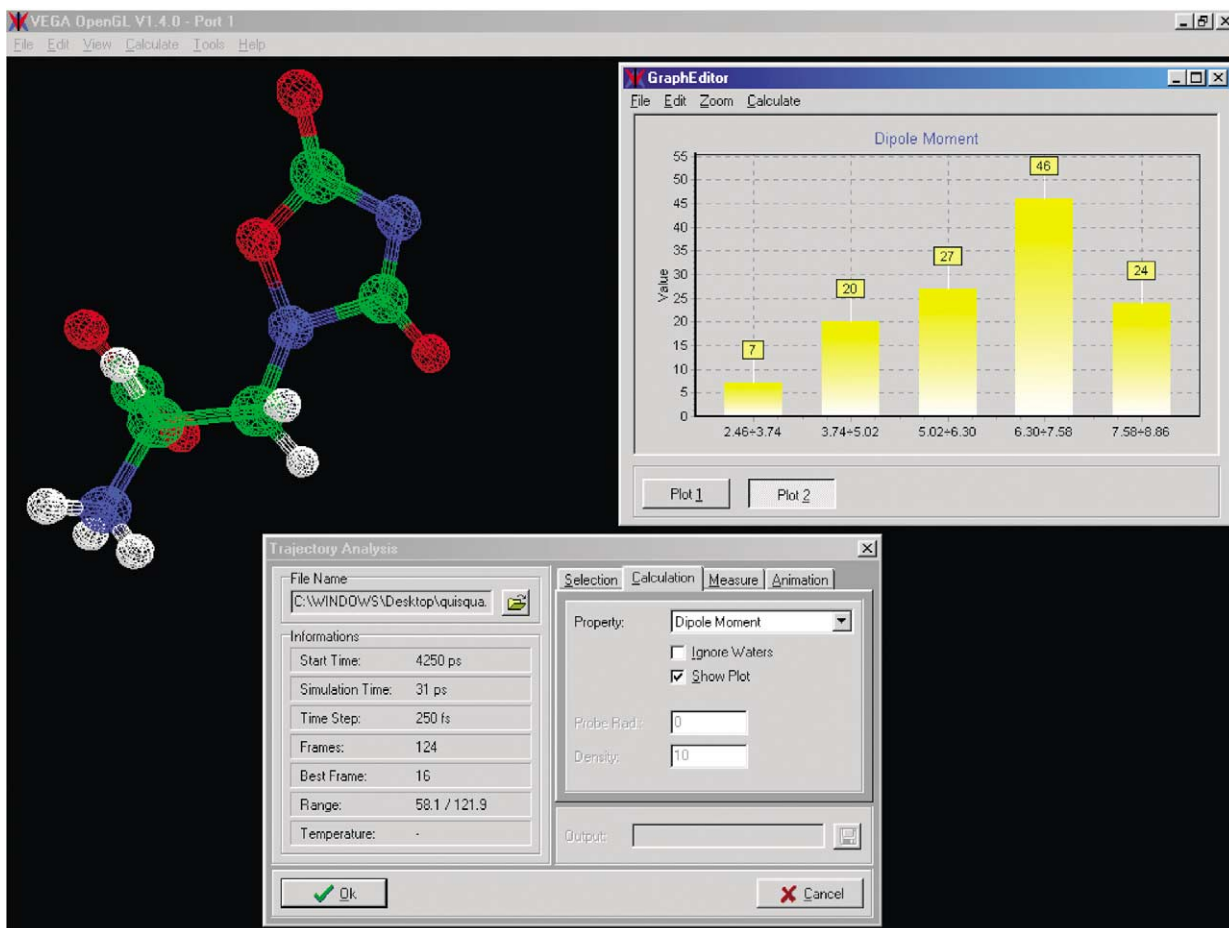 VEGA OpenGL V1.4.0 - Port 1
File Edit View Calculate Tools Help
GraphEditor
File Edit Zoom Calculate
Dipole Moment
Value
55
50
45
40
35
30
25
20
15
10
5
0
7
20
27
46
24
2.46÷3.74 3.74÷5.02 5.02÷6.30 6.30÷7.58 7.58÷8.86
Plot 1 Plot 2
Trajectory Analysis
File Name
C:\WINDOWS\Desktop\quisqua.
Informations
Start Time: 4250 ps
Simulation Time: 31 ps
Time Step: 250 fs
Frames: 124
Best Frame: 16
Range: 58.1 / 121.9
Temperature: -
Selection Calculation Measure Animation
Property: Dipole Moment
Ignore Waters
Show Plot
Probe Rad.: 0
Density: 10
Output:
Ok
Cancel